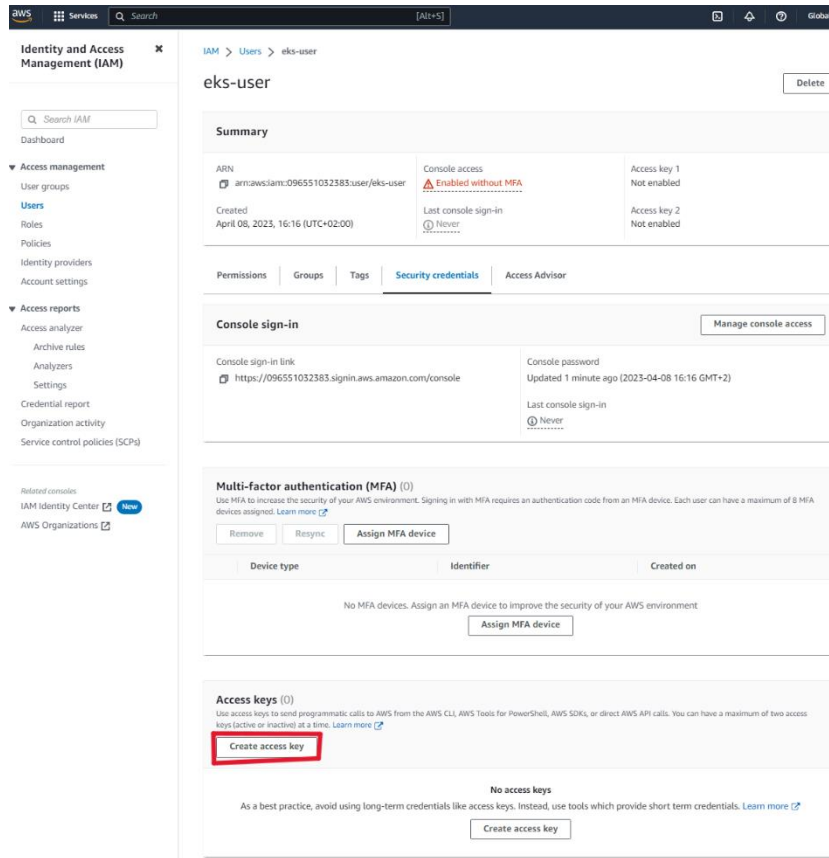 aws
Services
Search
[Alt+S]
Global
Identity and Access
Management (IAM)
Search IAM
Dashboard
Access management
User groups
Users
Roles
Policies
Identity providers
Account settings
Access reports
Access analyzer
Archive rules
Analyzers
Settings
Credential report
Organization activity
Service control policies (SCPs)
Related consoles
IAM Identity Center New
AWS Organizations
IAM > Users > eks-user
eks-user
Delete
Summary
ARN
arn:aws:iam::096551032383:user/eks-user
Console access
Enabled without MFA
Access key 1
Not enabled
Created
April 08, 2023, 16:16 (UTC+02:00)
Last console sign-in
Never
Access key 2
Not enabled
Permissions
Groups
Tags
Security credentials
Access Advisor
Console sign-in
Manage console access
Console sign-in link
https://096551032383.signin.aws.amazon.com/console
Console password
Updated 1 minute ago (2023-04-08 16:16 GMT+2)
Last console sign-in
Never
Multi-factor authentication (MFA) (0)
Use MFA to increase the security of your AWS environment. Signing in with MFA requires an authentication code from an MFA device. Each user can have a maximum of 8 MFA
devices assigned. Learn more
Remove
Resync
Assign MFA device
Device type
Identifier
Created on
No MFA devices. Assign an MFA device to improve the security of your AWS environment
Assign MFA device
Access keys (0)
Use access keys to send programmatic calls to AWS from the AWS CLI, AWS Tools for PowerShell, AWS SDKs, or direct AWS API calls. You can have a maximum of two access
keys (active or inactive) at a time. Learn more
Create access key
No access keys
As a best practice, avoid using long-term credentials like access keys. Instead, use tools which provide short term credentials. Learn more
Create access key